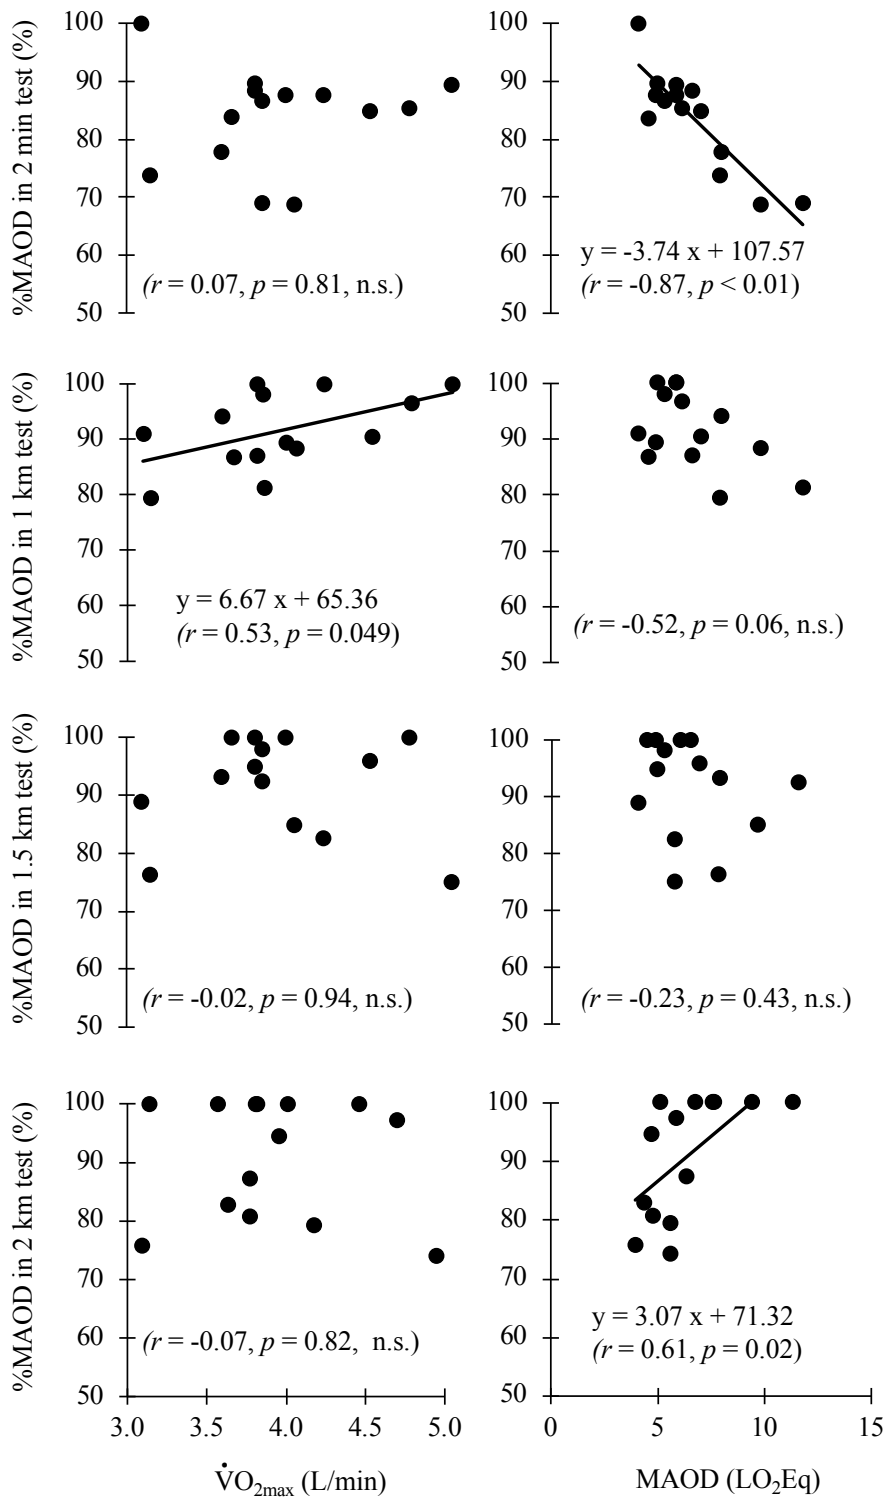 %MAOD in 2 min test (%)
100
90
80
70
60
50
(r = 0.07, p = 0.81, n.s.)
y = -3.74 x + 107.57
(r = -0.87, p < 0.01)
%MAOD in 1 km test (%)
100
90
80
70
60
50
y = 6.67 x + 65.36
(r = 0.53, p = 0.049)
100
90
80
70
60
50
(r = -0.52, p = 0.06, n.s.)
%MAOD in 1.5 km test (%)
100
90
80
70
60
50
(r = -0.02, p = 0.94, n.s.)
100
90
80
70
60
50
(r = -0.23, p = 0.43, n.s.)
%MAOD in 2 km test (%)
100
90
80
70
60
50
(r = -0.07, p = 0.82, n.s.)
100
90
80
70
60
50
y = 3.07 x + 71.32
(r = 0.61, p = 0.02)
3.0 3.5 4.0 4.5 5.0
V̇O2max (L/min)
0 5 10 15
MAOD (LO2Eq)